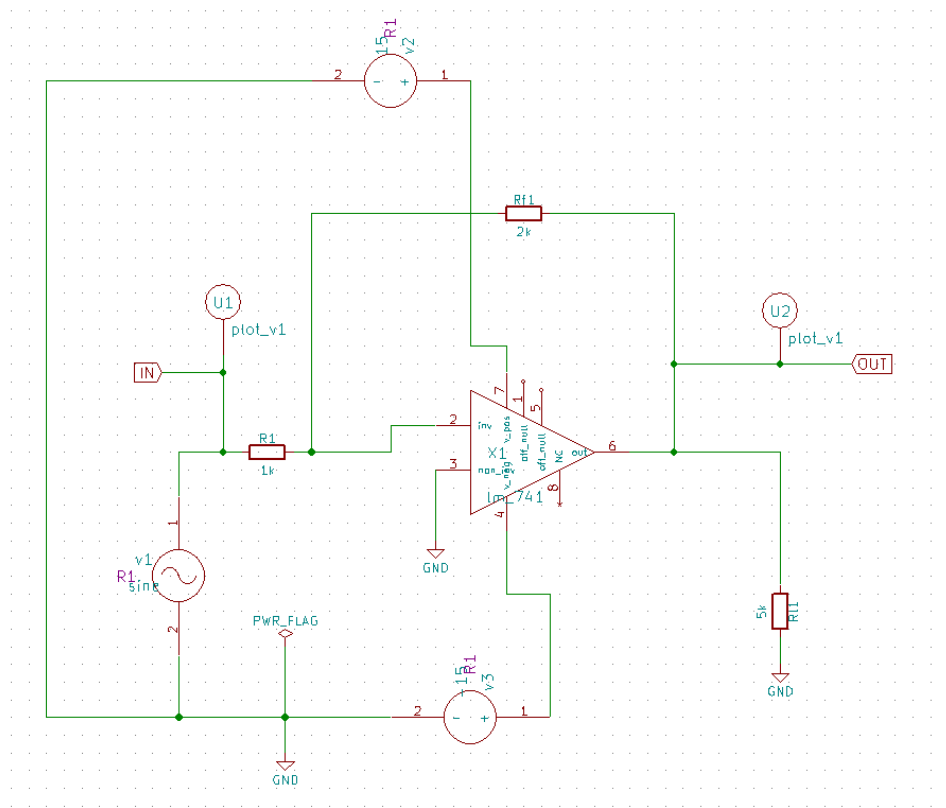 R1
15
v2
2
-
+
1
Rf1
2k
U1
plot_v1
U2
plot_v1
IN
OUT
7
1
5
2
inv
v_pos
off_null
off_null
NC
out
6
R1
1k
X1
3
non_
v_neg
lm_741
8
4
GND
1
v1
R1
sine
2
PWR_FLAG
5k
Rl1
GND
R1
-15
v3
2
-
+
1
GND